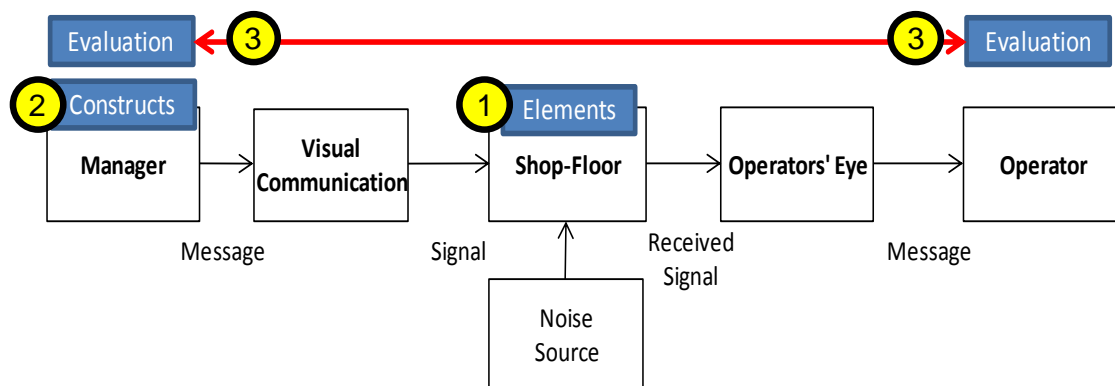 Evaluation
3
3
Evaluation
2
Constructs
1
Elements
Manager
Visual
Communication
Shop-Floor
Operators' Eye
Operator
Message
Signal
Received
Signal
Message
Noise
Source